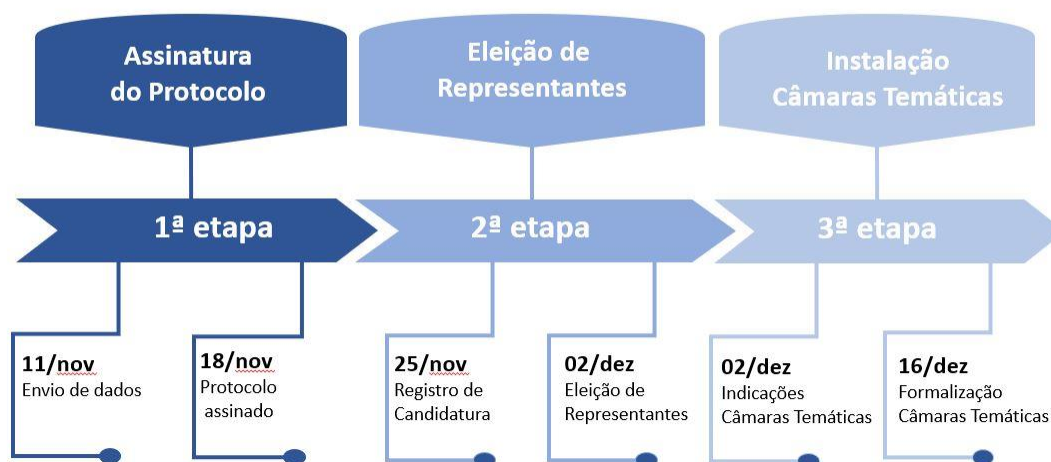 Assinatura
do Protocolo
Eleição de
Representantes
Instalação
Câmaras Temáticas
1ª etapa
2ª etapa
3ª etapa
11/nov
Envio de dados
18/nov
Protocolo
assinado
25/nov
Registro de
Candidatura
02/dez
Eleição de
Representantes
02/dez
Indicações
Câmaras Temáticas
16/dez
Formalização
Câmaras Temáticas